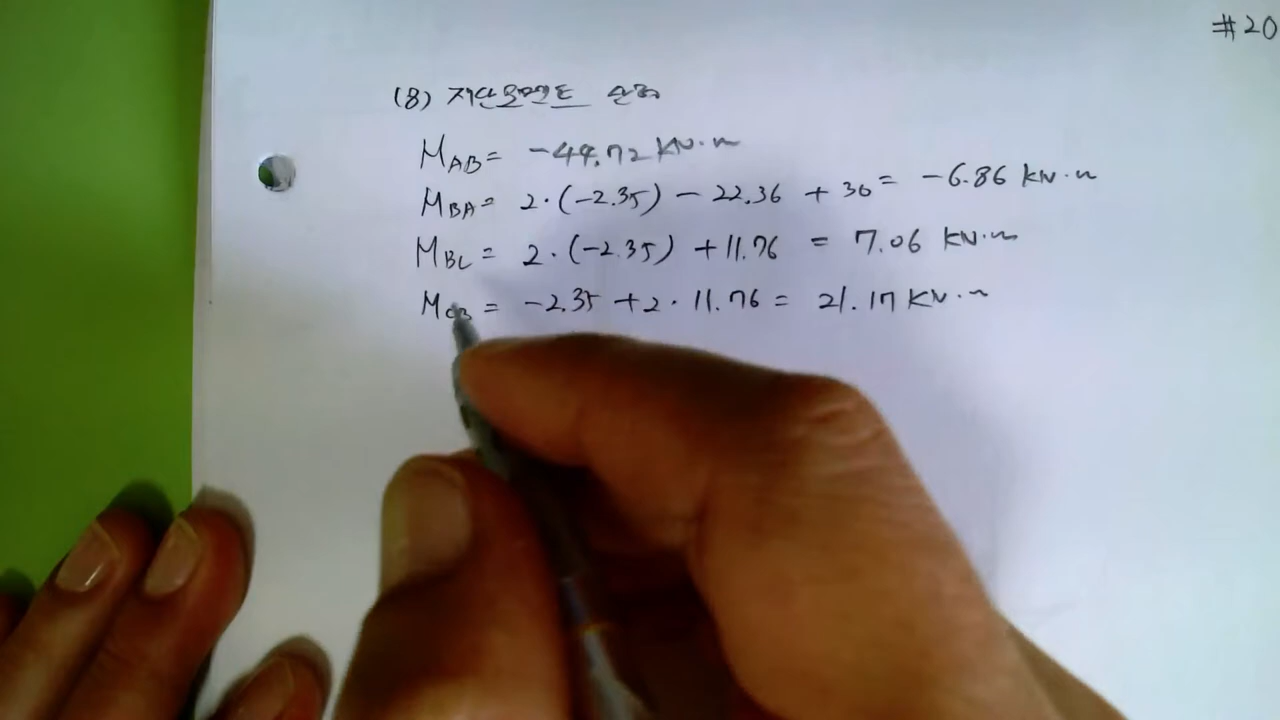 #20
(8) 재단모멘트 산정
M_AB = -44.72 KN·m
M_BA = 2·(-2.35) - 22.36 + 30 = -6.86 KN·m
M_BC = 2·(-2.35) + 11.76 = 7.06 KN·m
M_CB = -2.35 + 2·11.76 = 21.17 KN·m